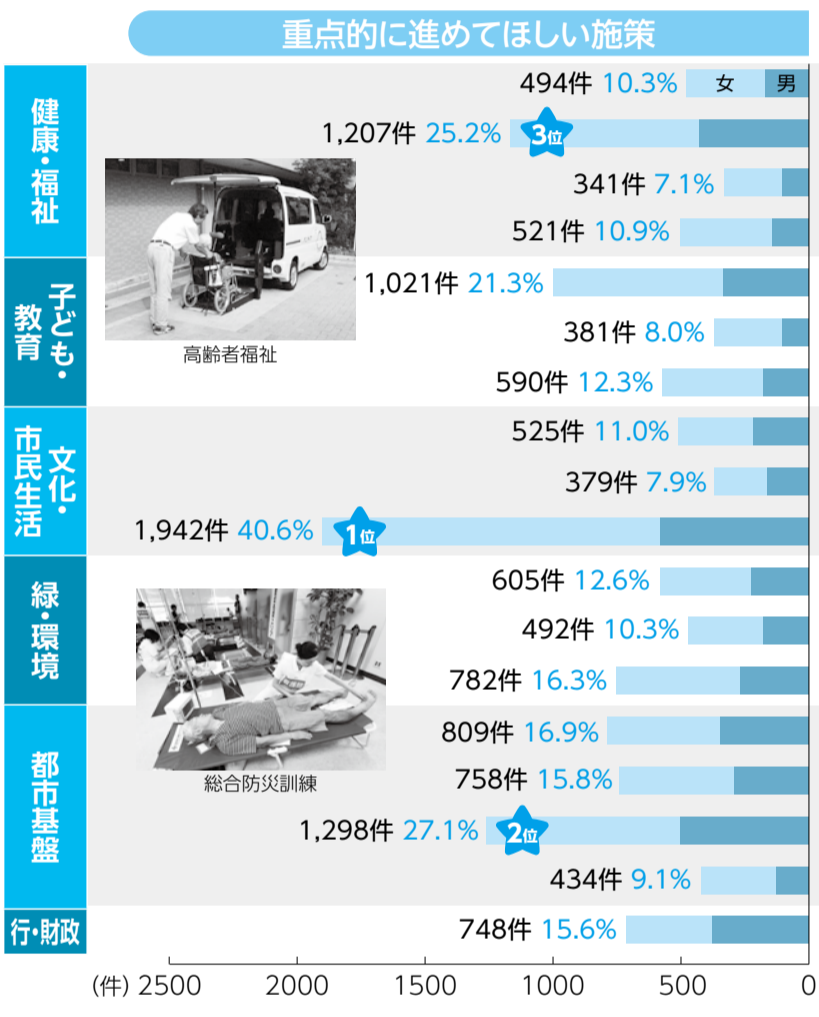 重点的に進めてほしい施策
健康・福祉
494件 10.3%
女
男
1,207件 25.2%
3位
341件 7.1%
521件 10.9%
高齢者福祉
子ども・
教育
1,021件 21.3%
381件 8.0%
590件 12.3%
文化・
市民生活
525件 11.0%
379件 7.9%
1,942件 40.6%
1位
緑・環境
605件 12.6%
492件 10.3%
782件 16.3%
総合防災訓練
都市基盤
809件 16.9%
758件 15.8%
1,298件 27.1%
2位
434件 9.1%
行・財政
748件 15.6%
(件) 2500 2000 1500 1000 500 0